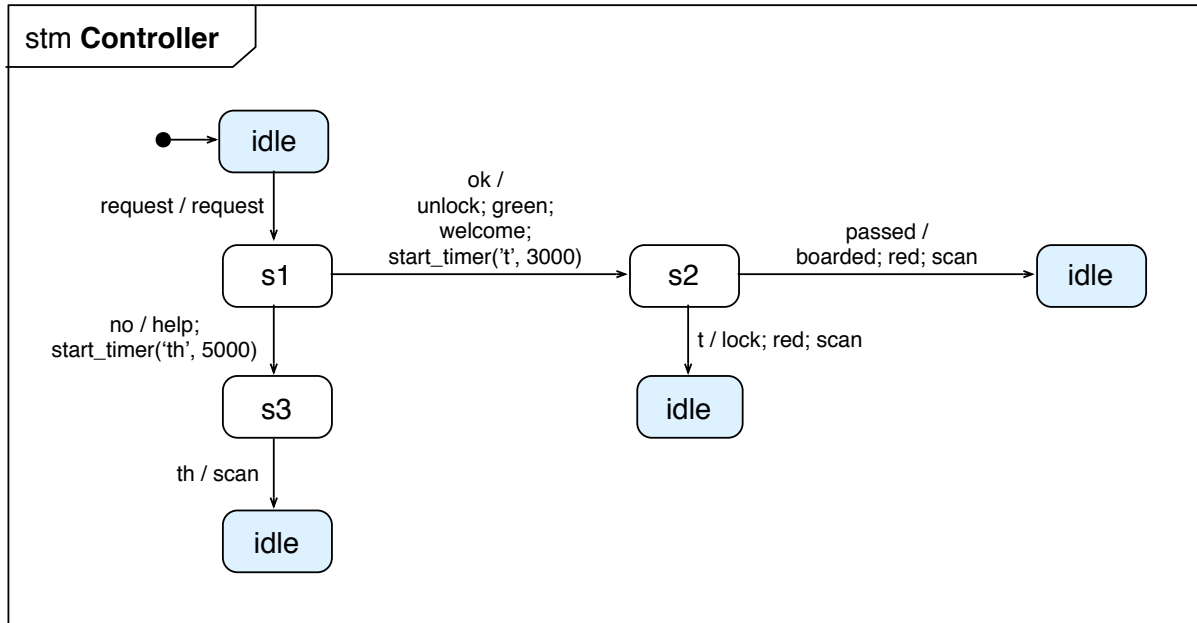 stm Controller
idle
request / request
ok /
unlock; green;
welcome;
start_timer('t', 3000)
passed /
boarded; red; scan
s1
s2
idle
no / help;
start_timer(‘th’, 5000)
t / lock; red; scan
s3
idle
th / scan
idle